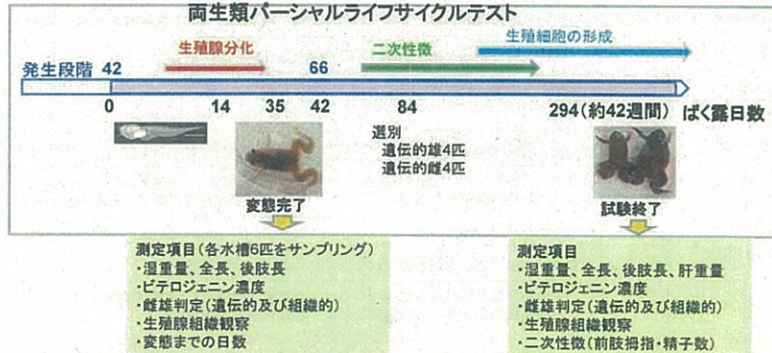 両生類パーシャルライフサイクルテスト
生殖腺分化
二次性徴
生殖細胞の形成
発生段階 42 66
0 14 35 42 84 294(約42週間) ばく露日数
選別
遺伝的雄4匹
遺伝的雌4匹
変態完了
試験終了
測定項目(各水槽6匹をサンプリング)
・湿重量、全長、後肢長
・ビテロジェニン濃度
・雌雄判定(遺伝的及び組織的)
・生殖腺組織観察
・変態までの日数
測定項目
・湿重量、全長、後肢長、肝重量
・ビテロジェニン濃度
・雌雄判定(遺伝的及び組織的)
・生殖腺組織観察
・二次性徴(前肢拇指・精子数)